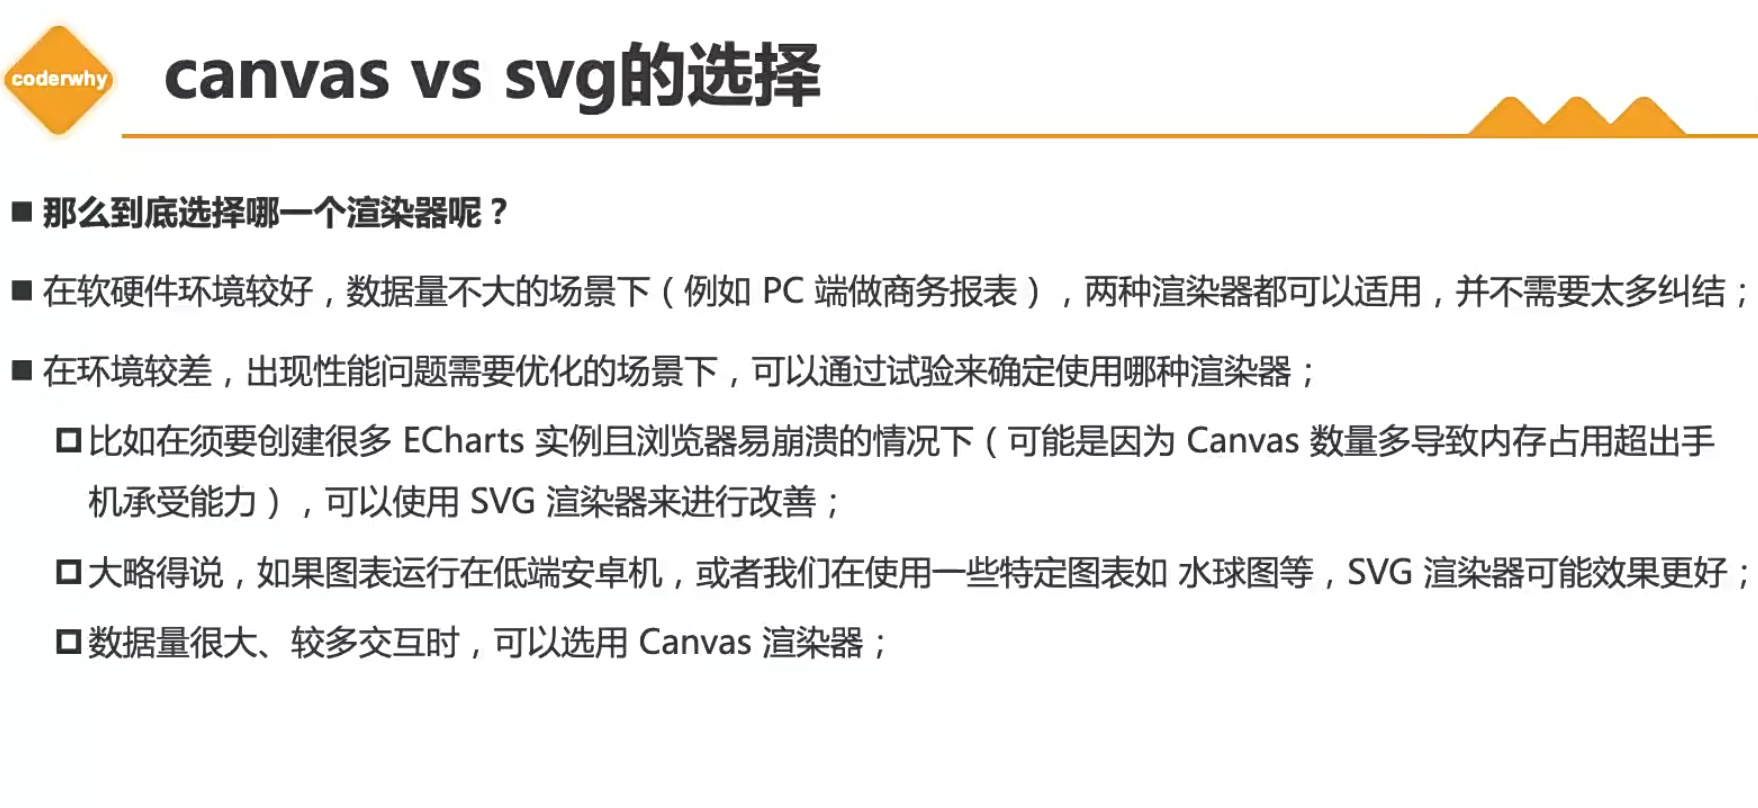 coderwhy
canvas vs svg的选择
那么到底选择哪一个渲染器呢？
在软硬件环境较好，数据量不大的场景下（例如 PC 端做商务报表），两种渲染器都可以适用，并不需要太多纠结；
在环境较差，出现性能问题需要优化的场景下，可以通过试验来确定使用哪种渲染器；
比如在须要创建很多 ECharts 实例且浏览器易崩溃的情况下（可能是因为 Canvas 数量多导致内存占用超出手
机承受能力），可以使用 SVG 渲染器来进行改善；
大略得说，如果图表运行在低端安卓机，或者我们在使用一些特定图表如 水球图等，SVG 渲染器可能效果更好；
数据量很大、较多交互时，可以选用 Canvas 渲染器；